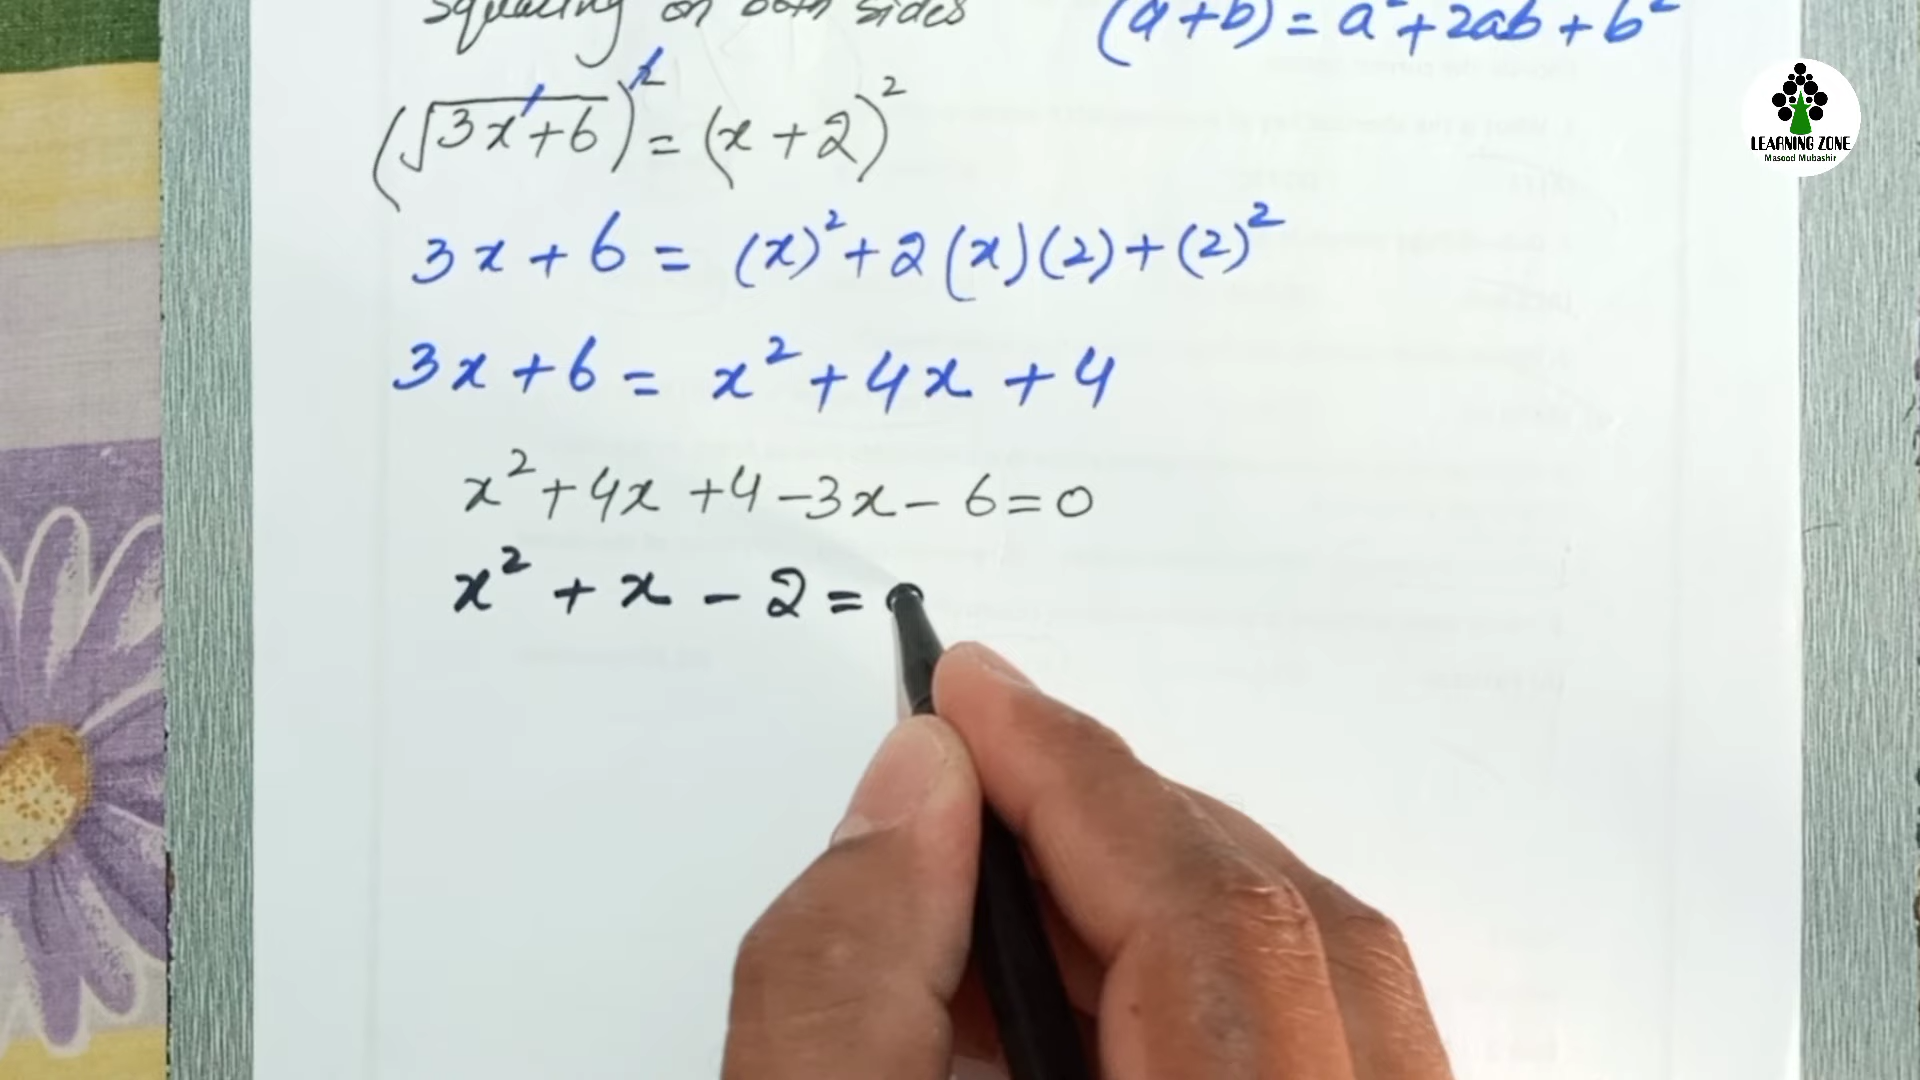 Squaring on both sides
(a+b) = a²+2ab+b²
(√3x+6)² = (x+2)²
3x+6 = (x)²+2(x)(2)+(2)²
3x+6 = x²+4x+4
x²+4x+4-3x-6=0
x²+x-2=0
LEARNING ZONE
Masood Mubashir